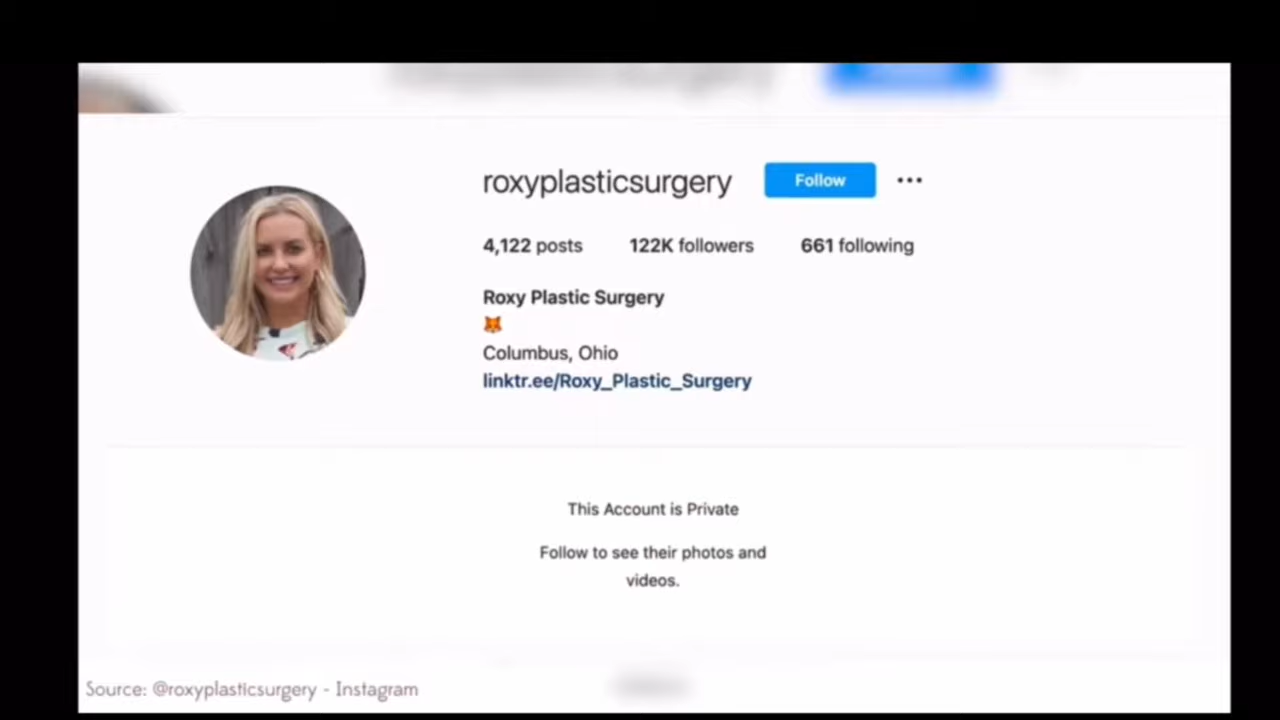 roxyplasticsurgery Follow
4,122 posts 122K followers 661 following
Roxy Plastic Surgery
Columbus, Ohio
linktr.ee/Roxy_Plastic_Surgery
This Account is Private
Follow to see their photos and
videos.
Source: @roxyplasticsurgery - Instagram